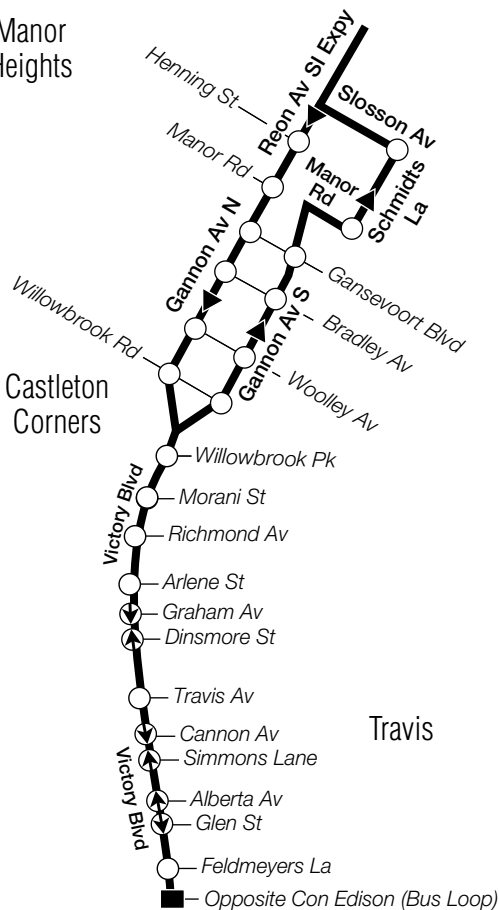 Manor
Heights
SI Expy
Reon Av
Slosson Av
Henning St
Manor Rd
Manor
Rd
Schmidts
La
Gannon Av N
Gannon Av S
Gansevoort Blvd
Bradley Av
Woolley Av
Willowbrook Rd
Castleton
Corners
Willowbrook Pk
Victory Blvd
Morani St
Richmond Av
Arlene St
Graham Av
Dinsmore St
Travis Av
Travis
Cannon Av
Simmons Lane
Victory Blvd
Alberta Av
Glen St
Feldmeyers La
Opposite Con Edison (Bus Loop)